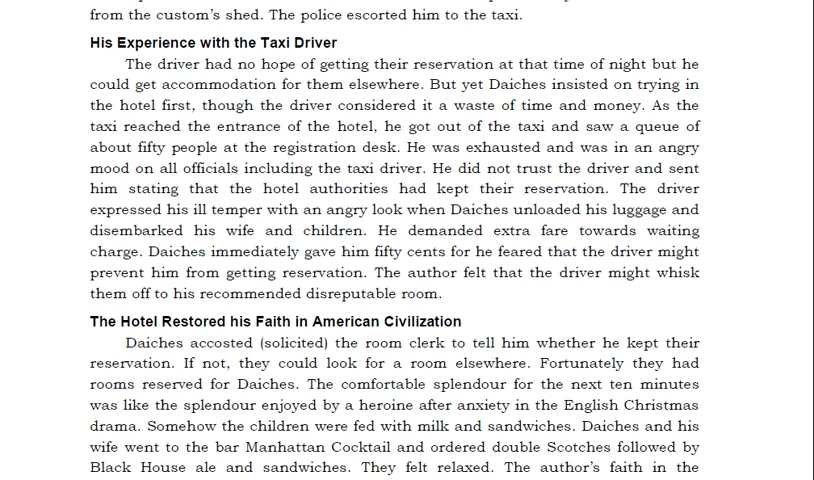 from the custom's shed. The police escorted him to the taxi.
His Experience with the Taxi Driver
The driver had no hope of getting their reservation at that time of night but he
could get accommodation for them elsewhere. But yet Daiches insisted on trying in
the hotel first, though the driver considered it a waste of time and money. As the
taxi reached the entrance of the hotel, he got out of the taxi and saw a queue of
about fifty people at the registration desk. He was exhausted and was in an angry
mood on all officials including the taxi driver. He did not trust the driver and sent
him stating that the hotel authorities had kept their reservation. The driver
expressed his ill temper with an angry look when Daiches unloaded his luggage and
disembarked his wife and children. He demanded extra fare towards waiting
charge. Daiches immediately gave him fifty cents for he feared that the driver might
prevent him from getting reservation. The author felt that the driver might whisk
them off to his recommended disreputable room.
The Hotel Restored his Faith in American Civilization
Daiches accosted (solicited) the room clerk to tell him whether he kept their
reservation. If not, they could look for a room elsewhere. Fortunately they had
rooms reserved for Daiches. The comfortable splendour for the next ten minutes
was like the splendour enjoyed by a heroine after anxiety in the English Christmas
drama. Somehow the children were fed with milk and sandwiches. Daiches and his
wife went to the bar Manhattan Cocktail and ordered double Scotches followed by
Black House ale and sandwiches. They felt relaxed. The author's faith in the